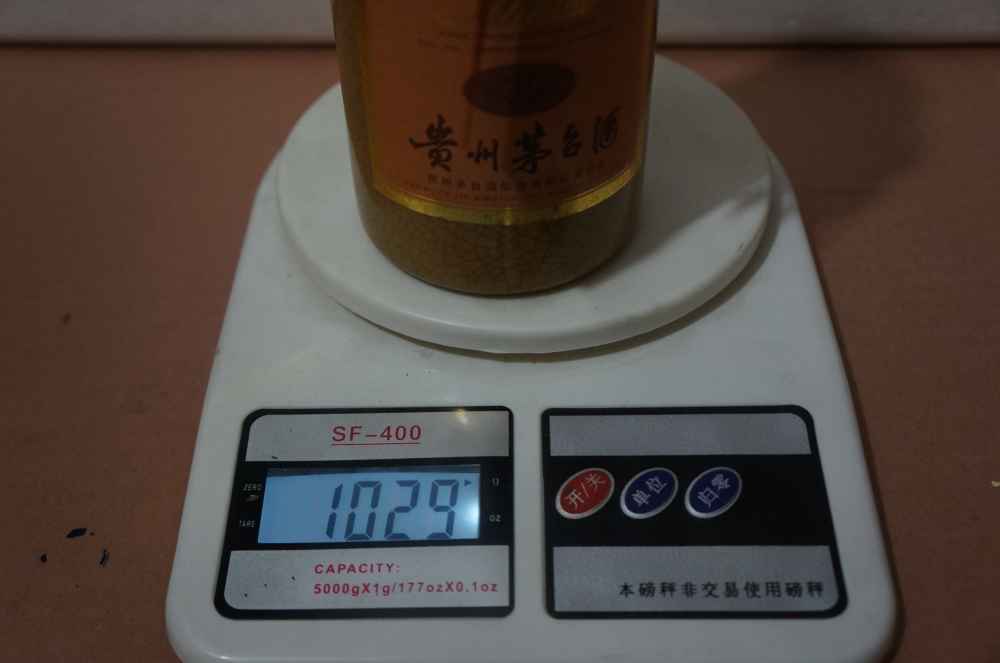 貴州茅台酒
SF-400
ZERO
TARE
1029
OZ
CAPACITY:
5000gX1g/177ozX0.1oz
开/关
单位
归零
本磅秤非交易使用磅秤